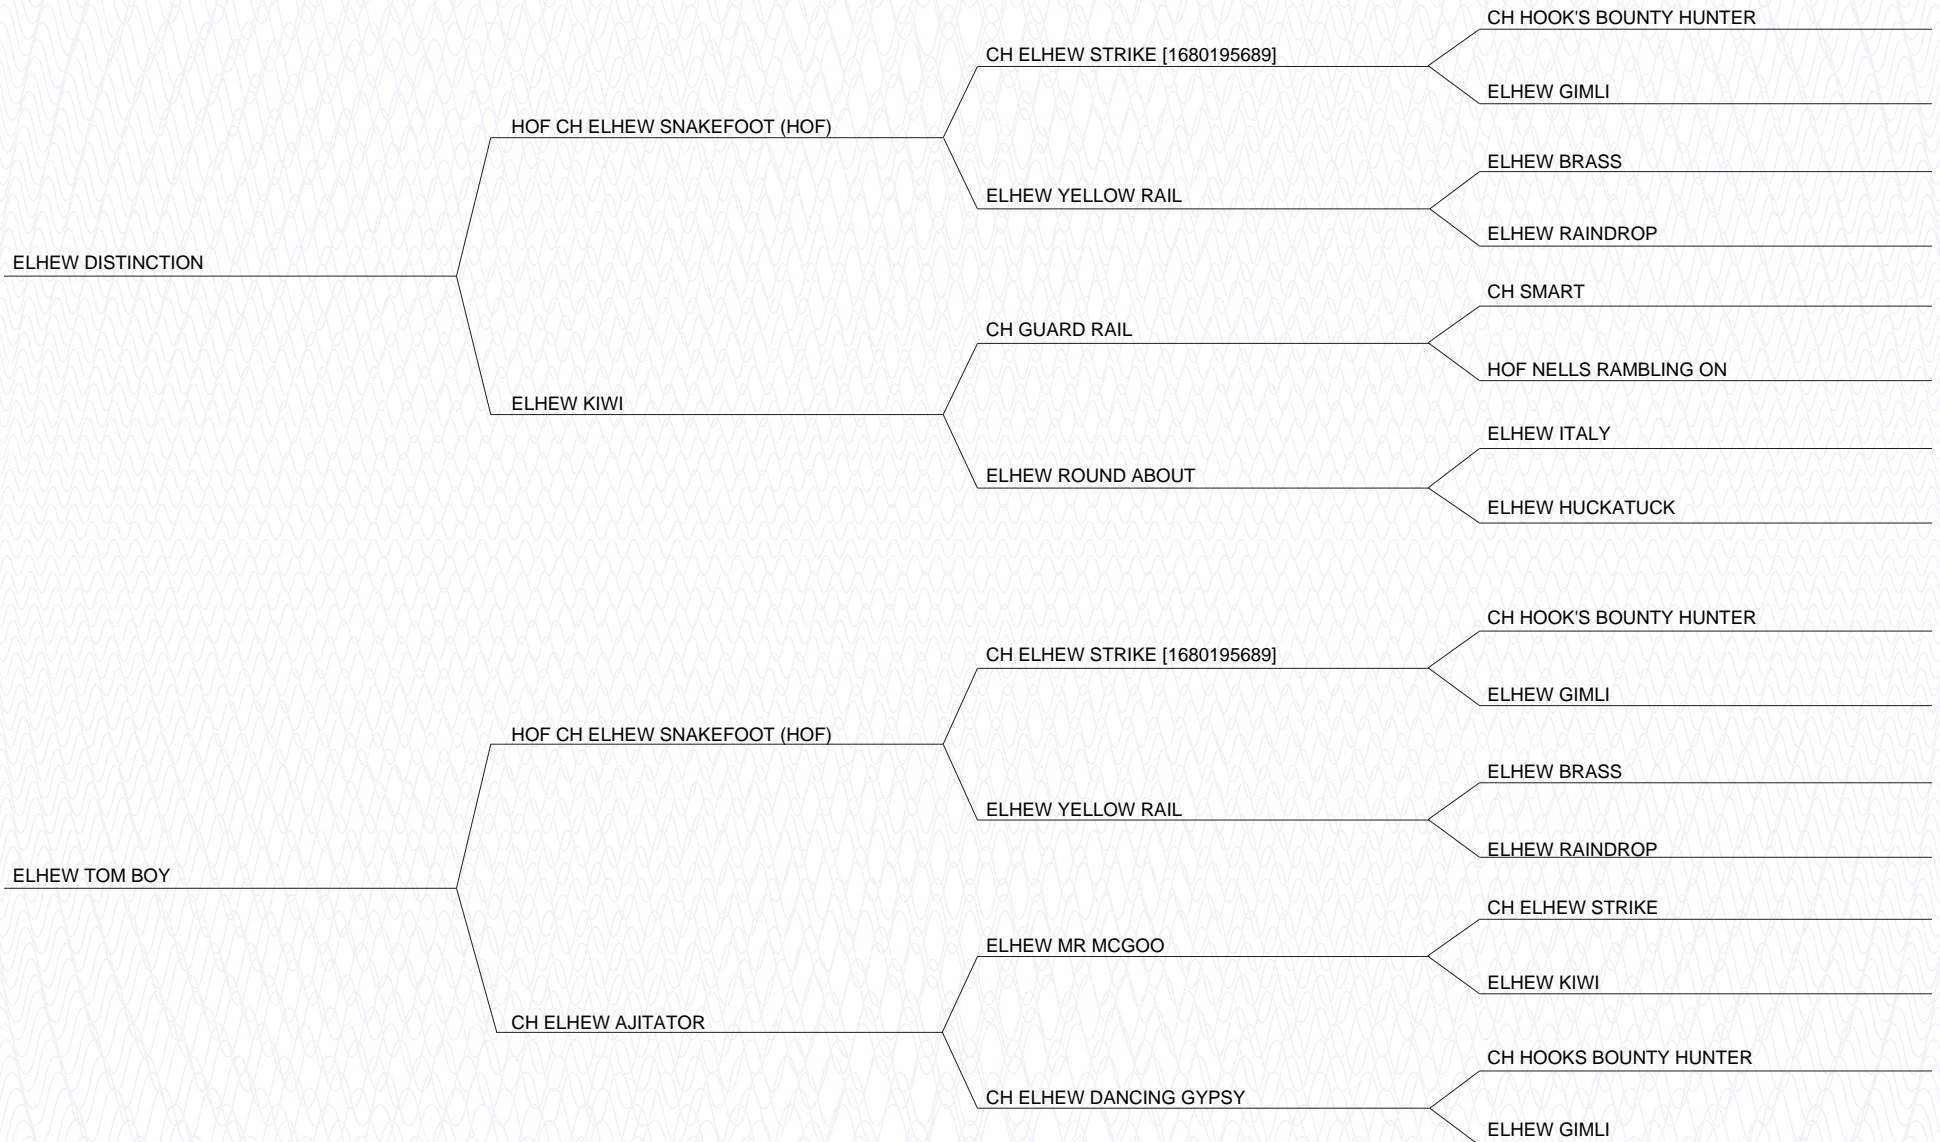 CH HOOK'S BOUNTY HUNTER
CH ELHEW STRIKE [1680195689]
ELHEW GIMLI
HOF CH ELHEW SNAKEFOOT (HOF)
ELHEW BRASS
ELHEW YELLOW RAIL
ELHEW RAINDROP
ELHEW DISTINCTION
CH SMART
CH GUARD RAIL
HOF NELLS RAMBLING ON
ELHEW KIWI
ELHEW ITALY
ELHEW ROUND ABOUT
ELHEW HUCKATUCK
CH HOOK'S BOUNTY HUNTER
CH ELHEW STRIKE [1680195689]
ELHEW GIMLI
HOF CH ELHEW SNAKEFOOT (HOF)
ELHEW BRASS
ELHEW YELLOW RAIL
ELHEW RAINDROP
ELHEW TOM BOY
CH ELHEW STRIKE
ELHEW MR MCGOO
ELHEW KIWI
CH ELHEW AJITATOR
CH HOOKS BOUNTY HUNTER
CH ELHEW DANCING GYPSY
ELHEW GIMLI